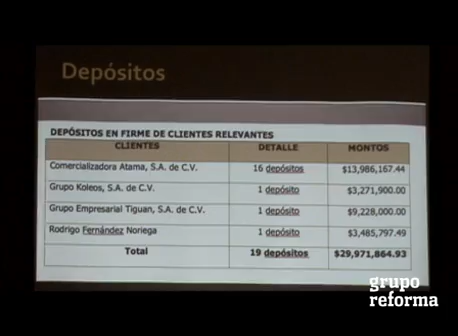 Depósitos
DEPÓSITOS EN FIRME DE CLIENTES RELEVANTES
CLIENTES DETALLE MONTOS
Comercializadora Atama, S.A. de C.V. 16 depósitos $13,986,167.44
Grupo Koleos, S.A. de C.V. 1 depósito $3,271,900.00
Grupo Empresarial Tiguan, S.A. de C.V. 1 depósito $9,228,000.00
Rodrigo Fernández Noriega 1 depósito $3,485,797.49
Total 19 depósitos $29,971,864.93
grupo
reforma